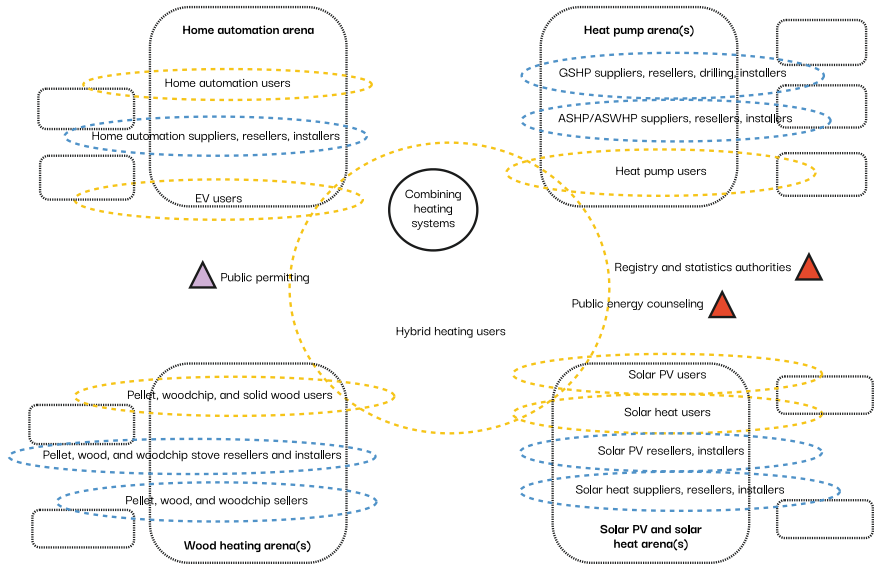 Home automation arena
Home automation users
Home automation suppliers, resellers, installers
EV users
Heat pump arena(s)
GSHP suppliers, resellers, drilling, installers
ASHP/ASWHP suppliers, resellers, installers
Heat pump users
Combining
heating
systems
Public permitting
Registry and statistics authorities
Public energy counseling
Hybrid heating users
Pellet, woodchip, and solid wood users
Pellet, wood, and woodchip stove resellers and installers
Pellet, wood, and woodchip sellers
Wood heating arena(s)
Solar PV users
Solar heat users
Solar PV resellers, installers
Solar heat suppliers, resellers, installers
Solar PV and solar
heat arena(s)